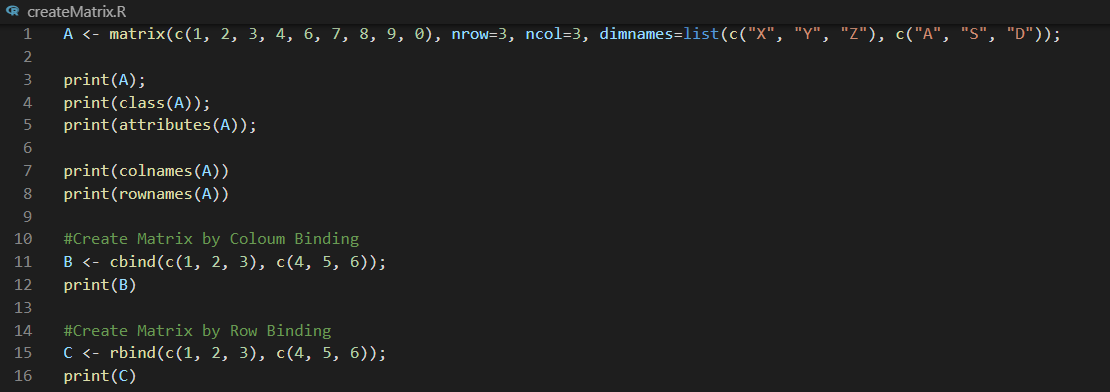 createMatrix.R
1 A <- matrix(c(1, 2, 3, 4, 6, 7, 8, 9, 0), nrow=3, ncol=3, dimnames=list(c("X", "Y", "Z"), c("A", "S", "D"));
2
3 print(A);
4 print(class(A));
5 print(attributes(A));
6
7 print(colnames(A))
8 print(rownames(A))
9
10 #Create Matrix by Coloum Binding
11 B <- cbind(c(1, 2, 3), c(4, 5, 6));
12 print(B)
13
14 #Create Matrix by Row Binding
15 C <- rbind(c(1, 2, 3), c(4, 5, 6));
16 print(C)